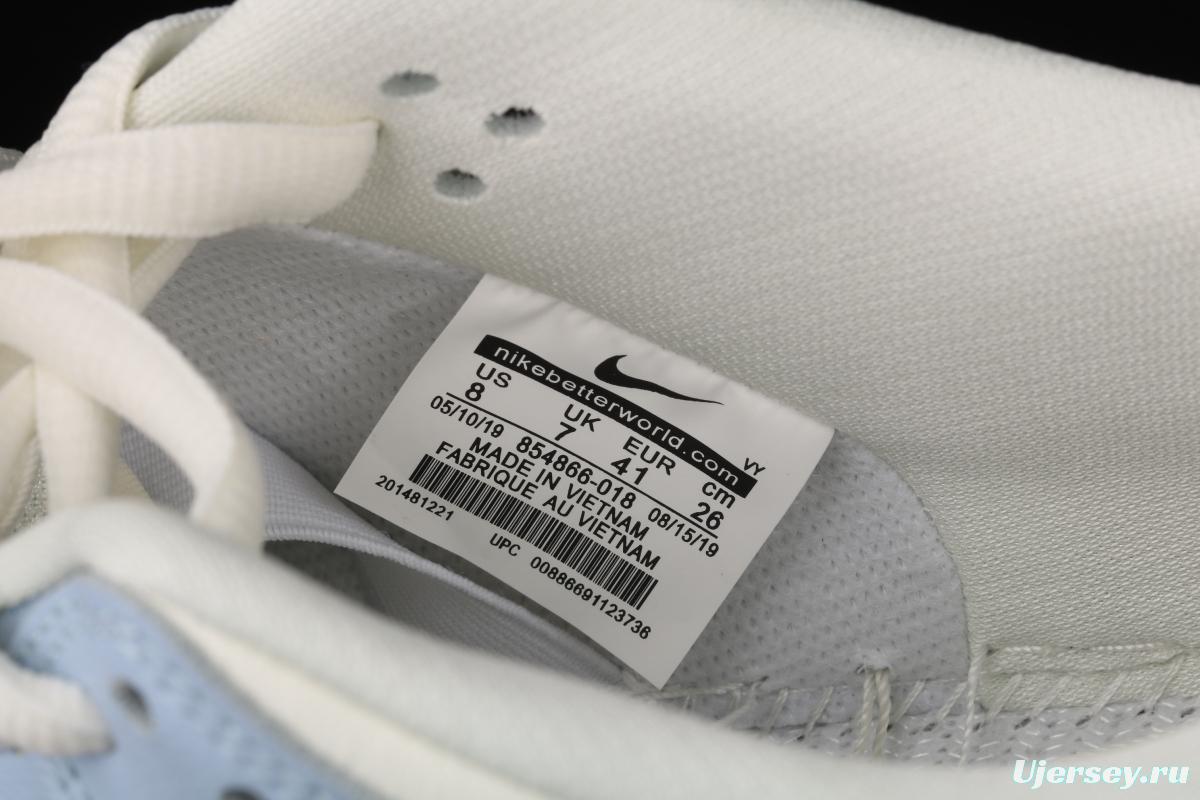 nikebetterworld.com
VY
US UK EUR cm
8 7 41 26
05/10/19 854866-018 08/15/19
MADE IN VIETNAM
FABRIQUE AU VIETNAM
201481221
UPC 00886691123736
Ujersey.ru